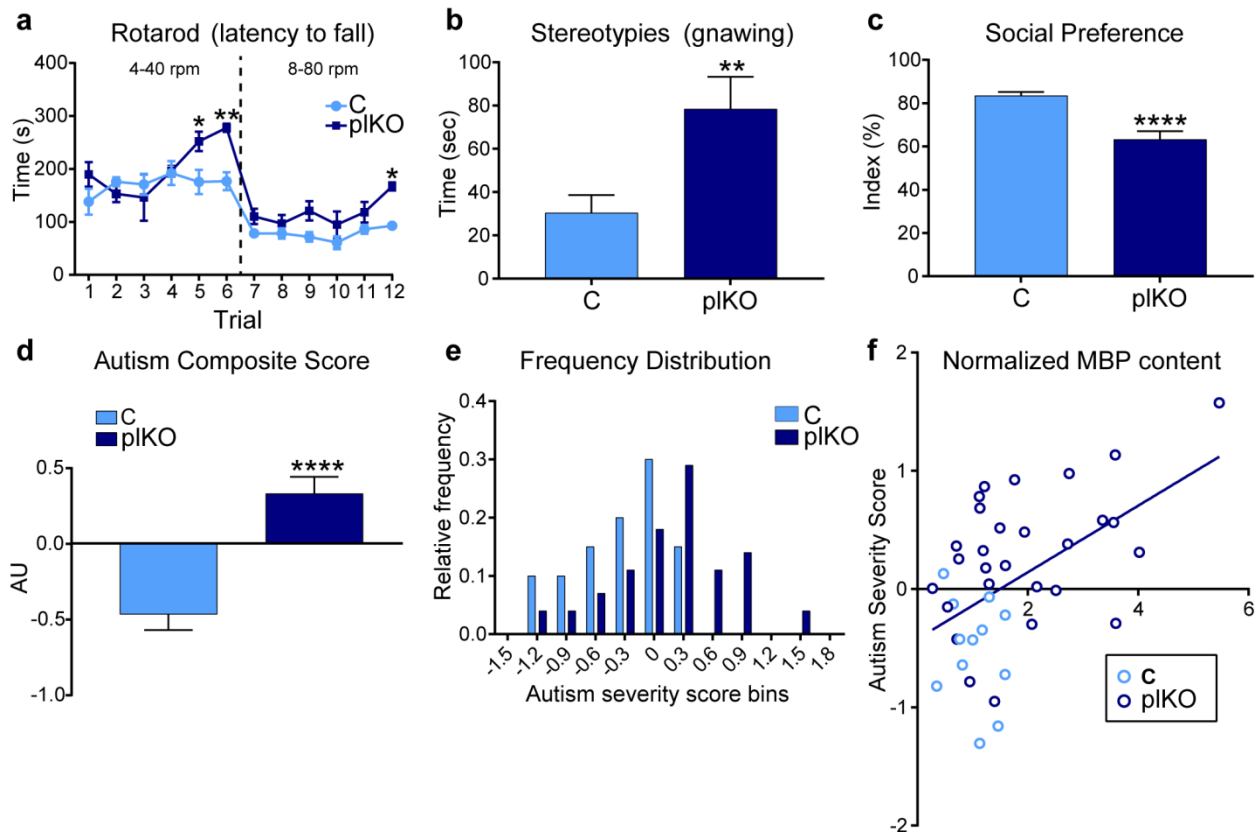 a Rotarod (latency to fall)
4-40 rpm 8-80 rpm
C
plKO
* ** *
Time (s)
400
300
200
100
0
1 2 3 4 5 6 7 8 9 10 11 12
Trial
b Stereotypies (gnawing)
**
Time (sec)
100
80
60
40
20
0
C plKO
c Social Preference
****
Index (%)
100
80
60
40
20
0
C plKO
d Autism Composite Score
C
plKO
****
AU
0.5
0.0
-0.5
-1.0
e Frequency Distribution
C
plKO
Relative frequency
0.4
0.3
0.2
0.1
0.0
-1.5 -1.2 -0.9 -0.6 -0.3 0 0.3 0.6 0.9 1.2 1.5 1.8
Autism severity score bins
f Normalized MBP content
Autism Severity Score
2
1
0
-1
-2
2 4 6
C
plKO